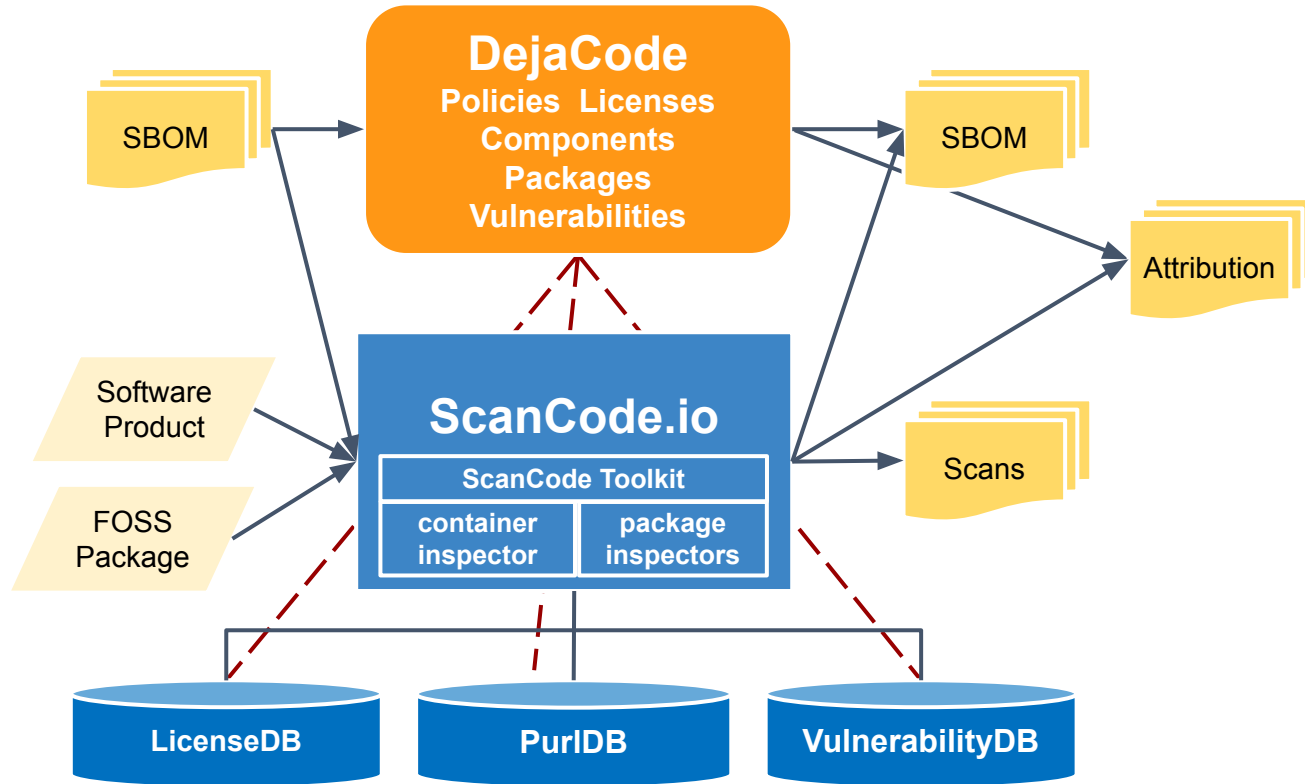 DejaCode
Policies Licenses
Components
Packages
Vulnerabilities
SBOM
SBOM
Attribution
Software
Product
FOSS
Package
ScanCode.io
ScanCode Toolkit
container
inspector
package
inspectors
Scans
LicenseDB
PurlDB
VulnerabilityDB